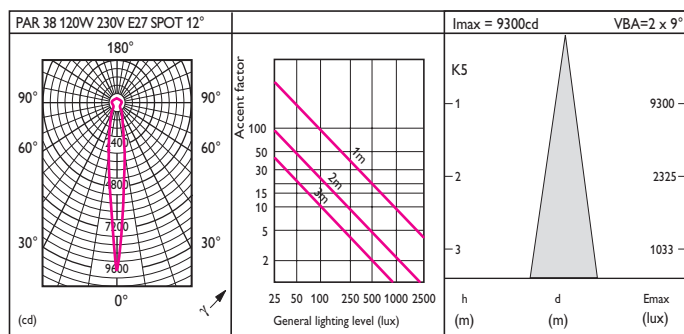 PAR 38 120W 230V E27 SPOT 12°
180°
90° 90°
60° 60°
30° 30°
0°
400
4800
7200
9600
(cd)
γ
Accent factor
100
50
30
15
10
5
2
1m
2m
3m
25 50 100 250 500 1000 2500
General lighting level (lux)
Imax = 9300cd VBA=2 x 9°
K5
1 9300
2 2325
3 1033
h d Emax
(m) (m) (lux)